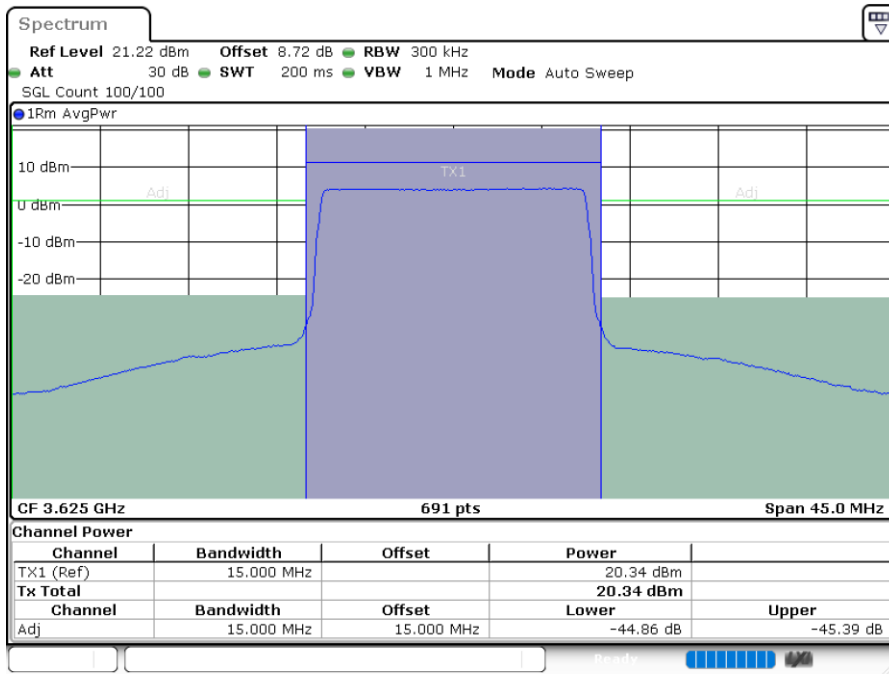 Spectrum
Ref Level 21.22 dBm Offset 8.72 dB RBW 300 kHz
Att 30 dB SWT 200 ms VBW 1 MHz Mode Auto Sweep
SGL Count 100/100
1Rm AvgPwr
10 dBm
TX1
Adj Adj
0 dBm
-10 dBm
-20 dBm
CF 3.625 GHz 691 pts Span 45.0 MHz
Channel Power
Channel Bandwidth Offset Power
TX1 (Ref) 15.000 MHz 20.34 dBm
Tx Total 20.34 dBm
Channel Bandwidth Offset Lower Upper
Adj 15.000 MHz 15.000 MHz -44.86 dB -45.39 dB
Ready